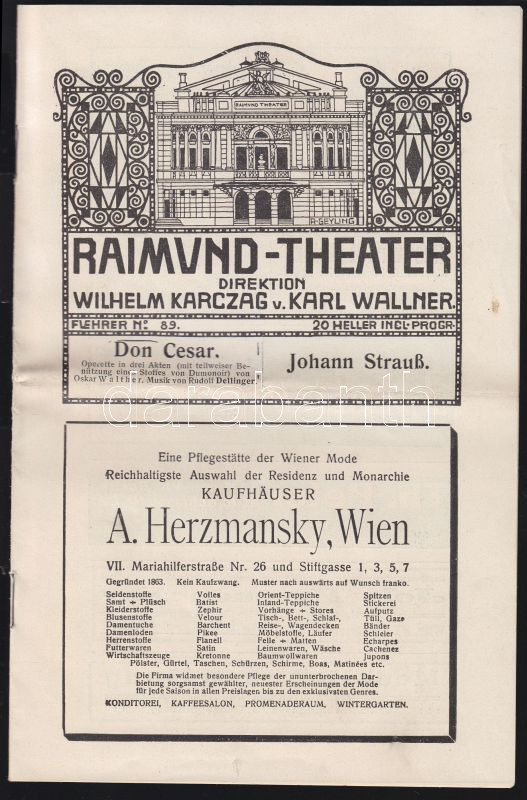 RAIMUND THEATER
R·GEYLING
RAIMVND-THEATER
DIREKTION
WILHELM KARCZAG v. KARL WALLNER.
FLEHRER No 89. 20 HELLER INCL·PROGR·
Don Cesar.
Operette in drei Akten (mit teilweiser Be-
nützung eines Stoffes von Dumonoir) von
Oskar Walther. Musik von Rudolf Dellinger.
Johann Strauß.
darabanth
Eine Pflegestätte der Wiener Mode
Reichhaltigste Auswahl der Residenz und Monarchie
KAUFHÄUSER
A. Herzmansky, Wien
VII. Mariahilferstraße Nr. 26 und Stiftgasse 1, 3, 5, 7
Gegründet 1863. Kein Kaufzwang. Muster nach auswärts auf Wunsch franko.
Seidenstoffe Voiles Orient-Teppiche Spitzen
Samt + Plüsch Batist Inland-Teppiche Stickerei
Kleiderstoffe Zephir Vorhänge + Stores Aufputz
Blusenstoffe Velour Tisch-, Bett-, Schlaf-, Tüll, Gaze
Damentuche Barchent Reise-, Wagendecken Bänder
Damenloden Pikee Möbelstoffe, Läufer Schleier
Herrenstoffe Flanell Felle + Matten Echarpes
Futterwaren Satin Leinenwaren, Wäsche Cachenez
Wirtschaftszeuge Kretonne Baumwollwaren Jupons
Pölster, Gürtel, Taschen, Schürzen, Schirme, Boas, Matinées etc.
Die Firma widmet besondere Pflege der ununterbrochenen Dar-
bietung sorgsamst gewählter, neuester Erscheinungen der Mode
für jede Saison in allen Preislagen bis zu den exklusivsten Genres.
KONDITOREI, KAFFEESALON, PROMENADERAUM, WINTERGARTEN.